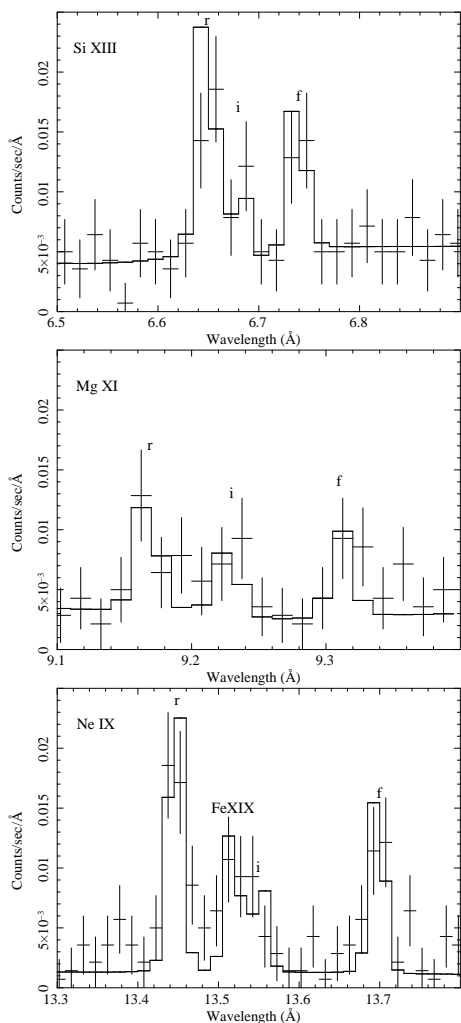 r
0.02
Si XIII
i
f
0.015
Counts/sec/Å
0.01
5×10⁻³
0
6.5 6.6 6.7 6.8
Wavelength (Å)
0.02
Mg XI
r
0.015
i
f
Counts/sec/Å
0.01
5×10⁻³
0
9.1 9.2 9.3
Wavelength (Å)
r
Ne IX
0.02
f
FeXIX
0.015
i
Counts/sec/Å
0.01
5×10⁻³
0
13.3 13.4 13.5 13.6 13.7
Wavelength (Å)